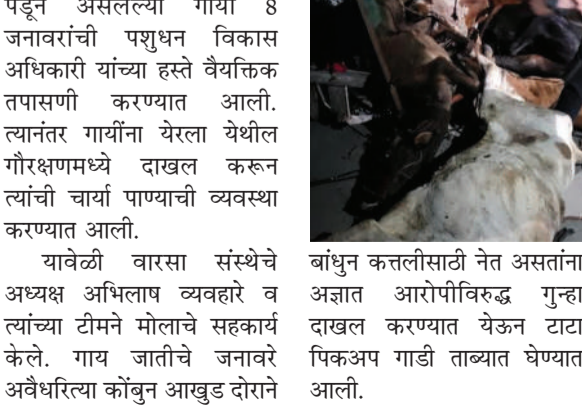 पडून असलेल्या गायी 8
जनावरांची पशुधन विकास
अधिकारी यांच्या हस्ते वैयक्तिक
तपासणी करण्यात आली.
त्यानंतर गायींना येरला येथील
गौरक्षणमध्ये दाखल करून
त्यांची चार्या पाण्याची व्यवस्था
करण्यात आली.
यावेळी वारसा संस्थेचे
अध्यक्ष अभिलाष व्यवहारे व
त्यांच्या टीमने मोलाचे सहकार्य
केले. गाय जातीचे जनावरे
अवैधरित्या कोंबुन आखुड दोराने
बांधुन कत्तलीसाठी नेत असतांना
अज्ञात आरोपीविरुद्ध गुन्हा
दाखल करण्यात येऊन टाटा
पिकअप गाडी ताब्यात घेण्यात
आली.